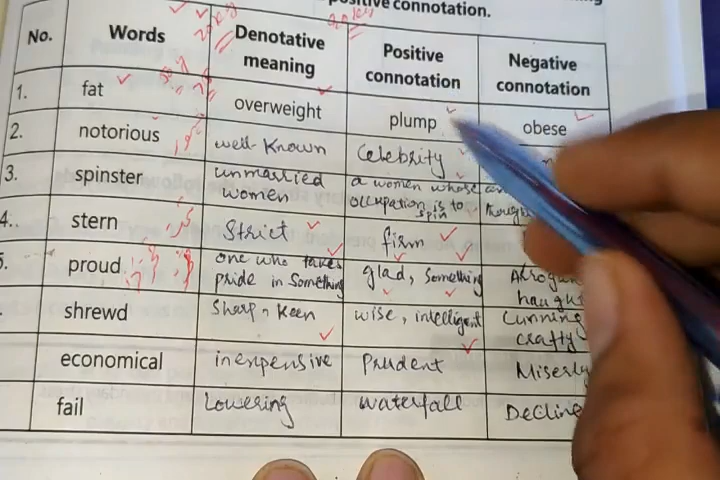 positive connotation.
No. Words Denotative meaning Positive connotation Negative connotation
1. fat overweight plump obese
2. notorious well-known Celebrity
3. spinster unmarried women a women whose occupation is to spin
4. stern Strict firm
5. proud one who takes pride in Something glad, Something
shrewd Sharp, Keen wise, intelligent Cunning crafty
economical inenpensive Prudent Miserly
fail Lowering waterfall Decline